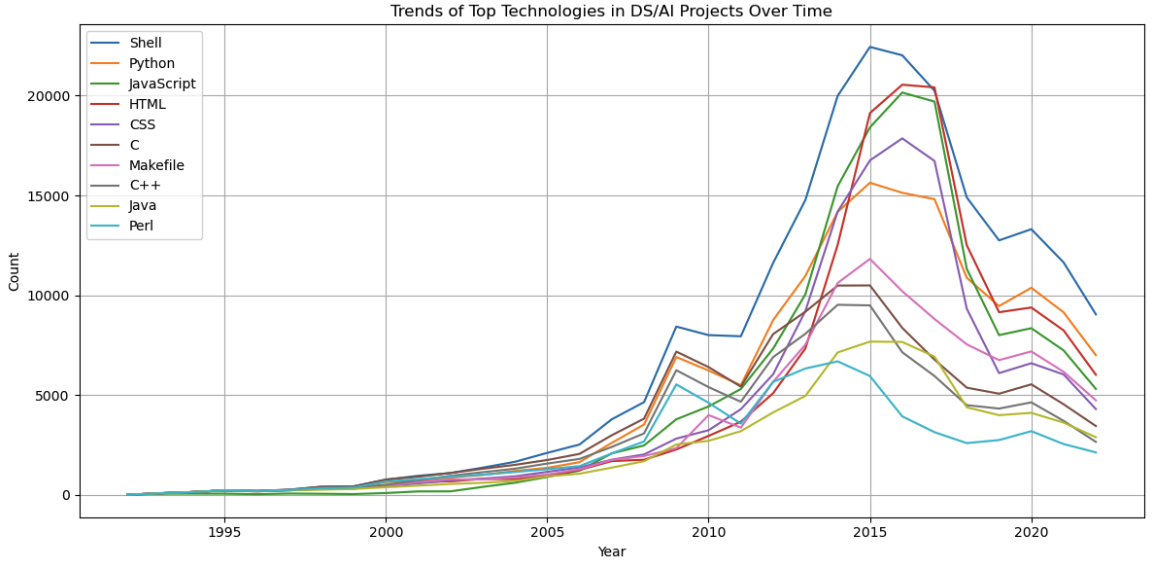 Trends of Top Technologies in DS/AI Projects Over Time
Shell
Python
JavaScript
HTML
CSS
C
Makefile
C++
Java
Perl
Count
20000
15000
10000
5000
0
1995
2000
2005
2010
2015
2020
Year